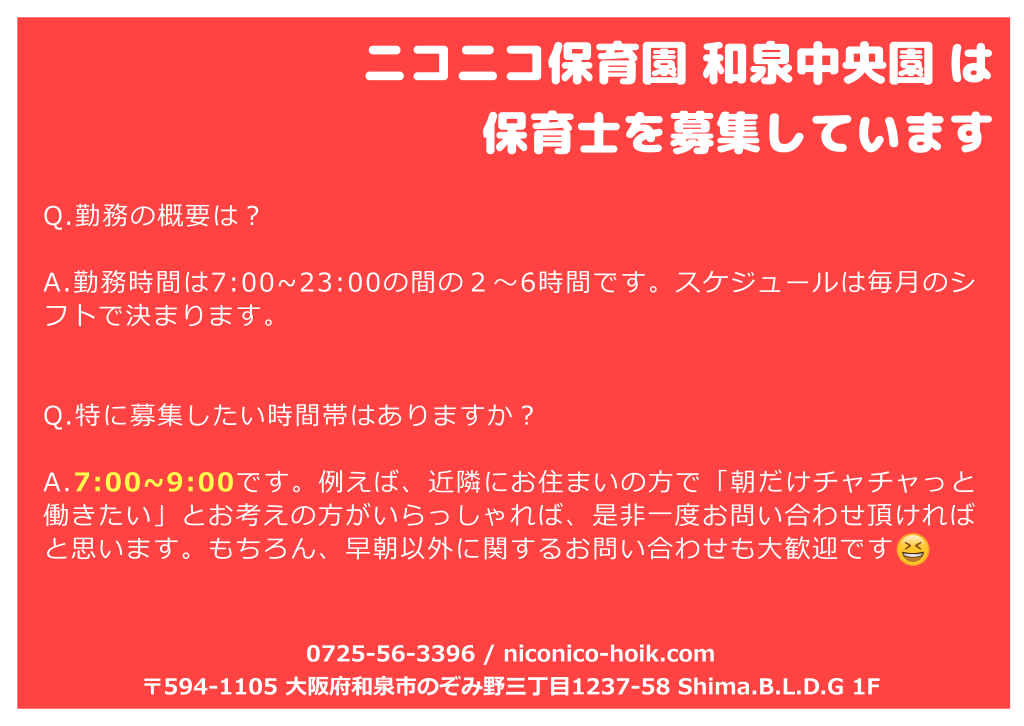 ニコニコ保育園 和泉中央園 は
保育士を募集しています
Q.勤務の概要は？
A.勤務時間は7:00~23:00の間の２〜6時間です。スケジュールは毎月のシ
フトで決まります。
Q.特に募集したい時間帯はありますか？
A.7:00~9:00です。例えば、近隣にお住まいの方で「朝だけチャチャっと
働きたい」とお考えの方がいらっしゃれば、是非一度お問い合わせ頂ければ
と思います。もちろん、早朝以外に関するお問い合わせも大歓迎です😆
0725-56-3396 / niconico-hoik.com
〒594-1105 大阪府和泉市のぞみ野三丁目1237-58 Shima.B.L.D.G 1F